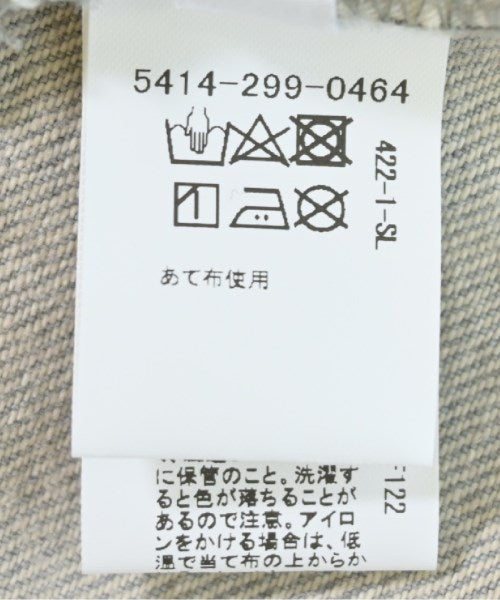 5414-299-0464
422-1-SL
あて布使用
に保管のこと。洗濯す
ると色が落ちることが
あるので注意。アイロ
ンをかける場合は、低
温で当て布の上からか
122